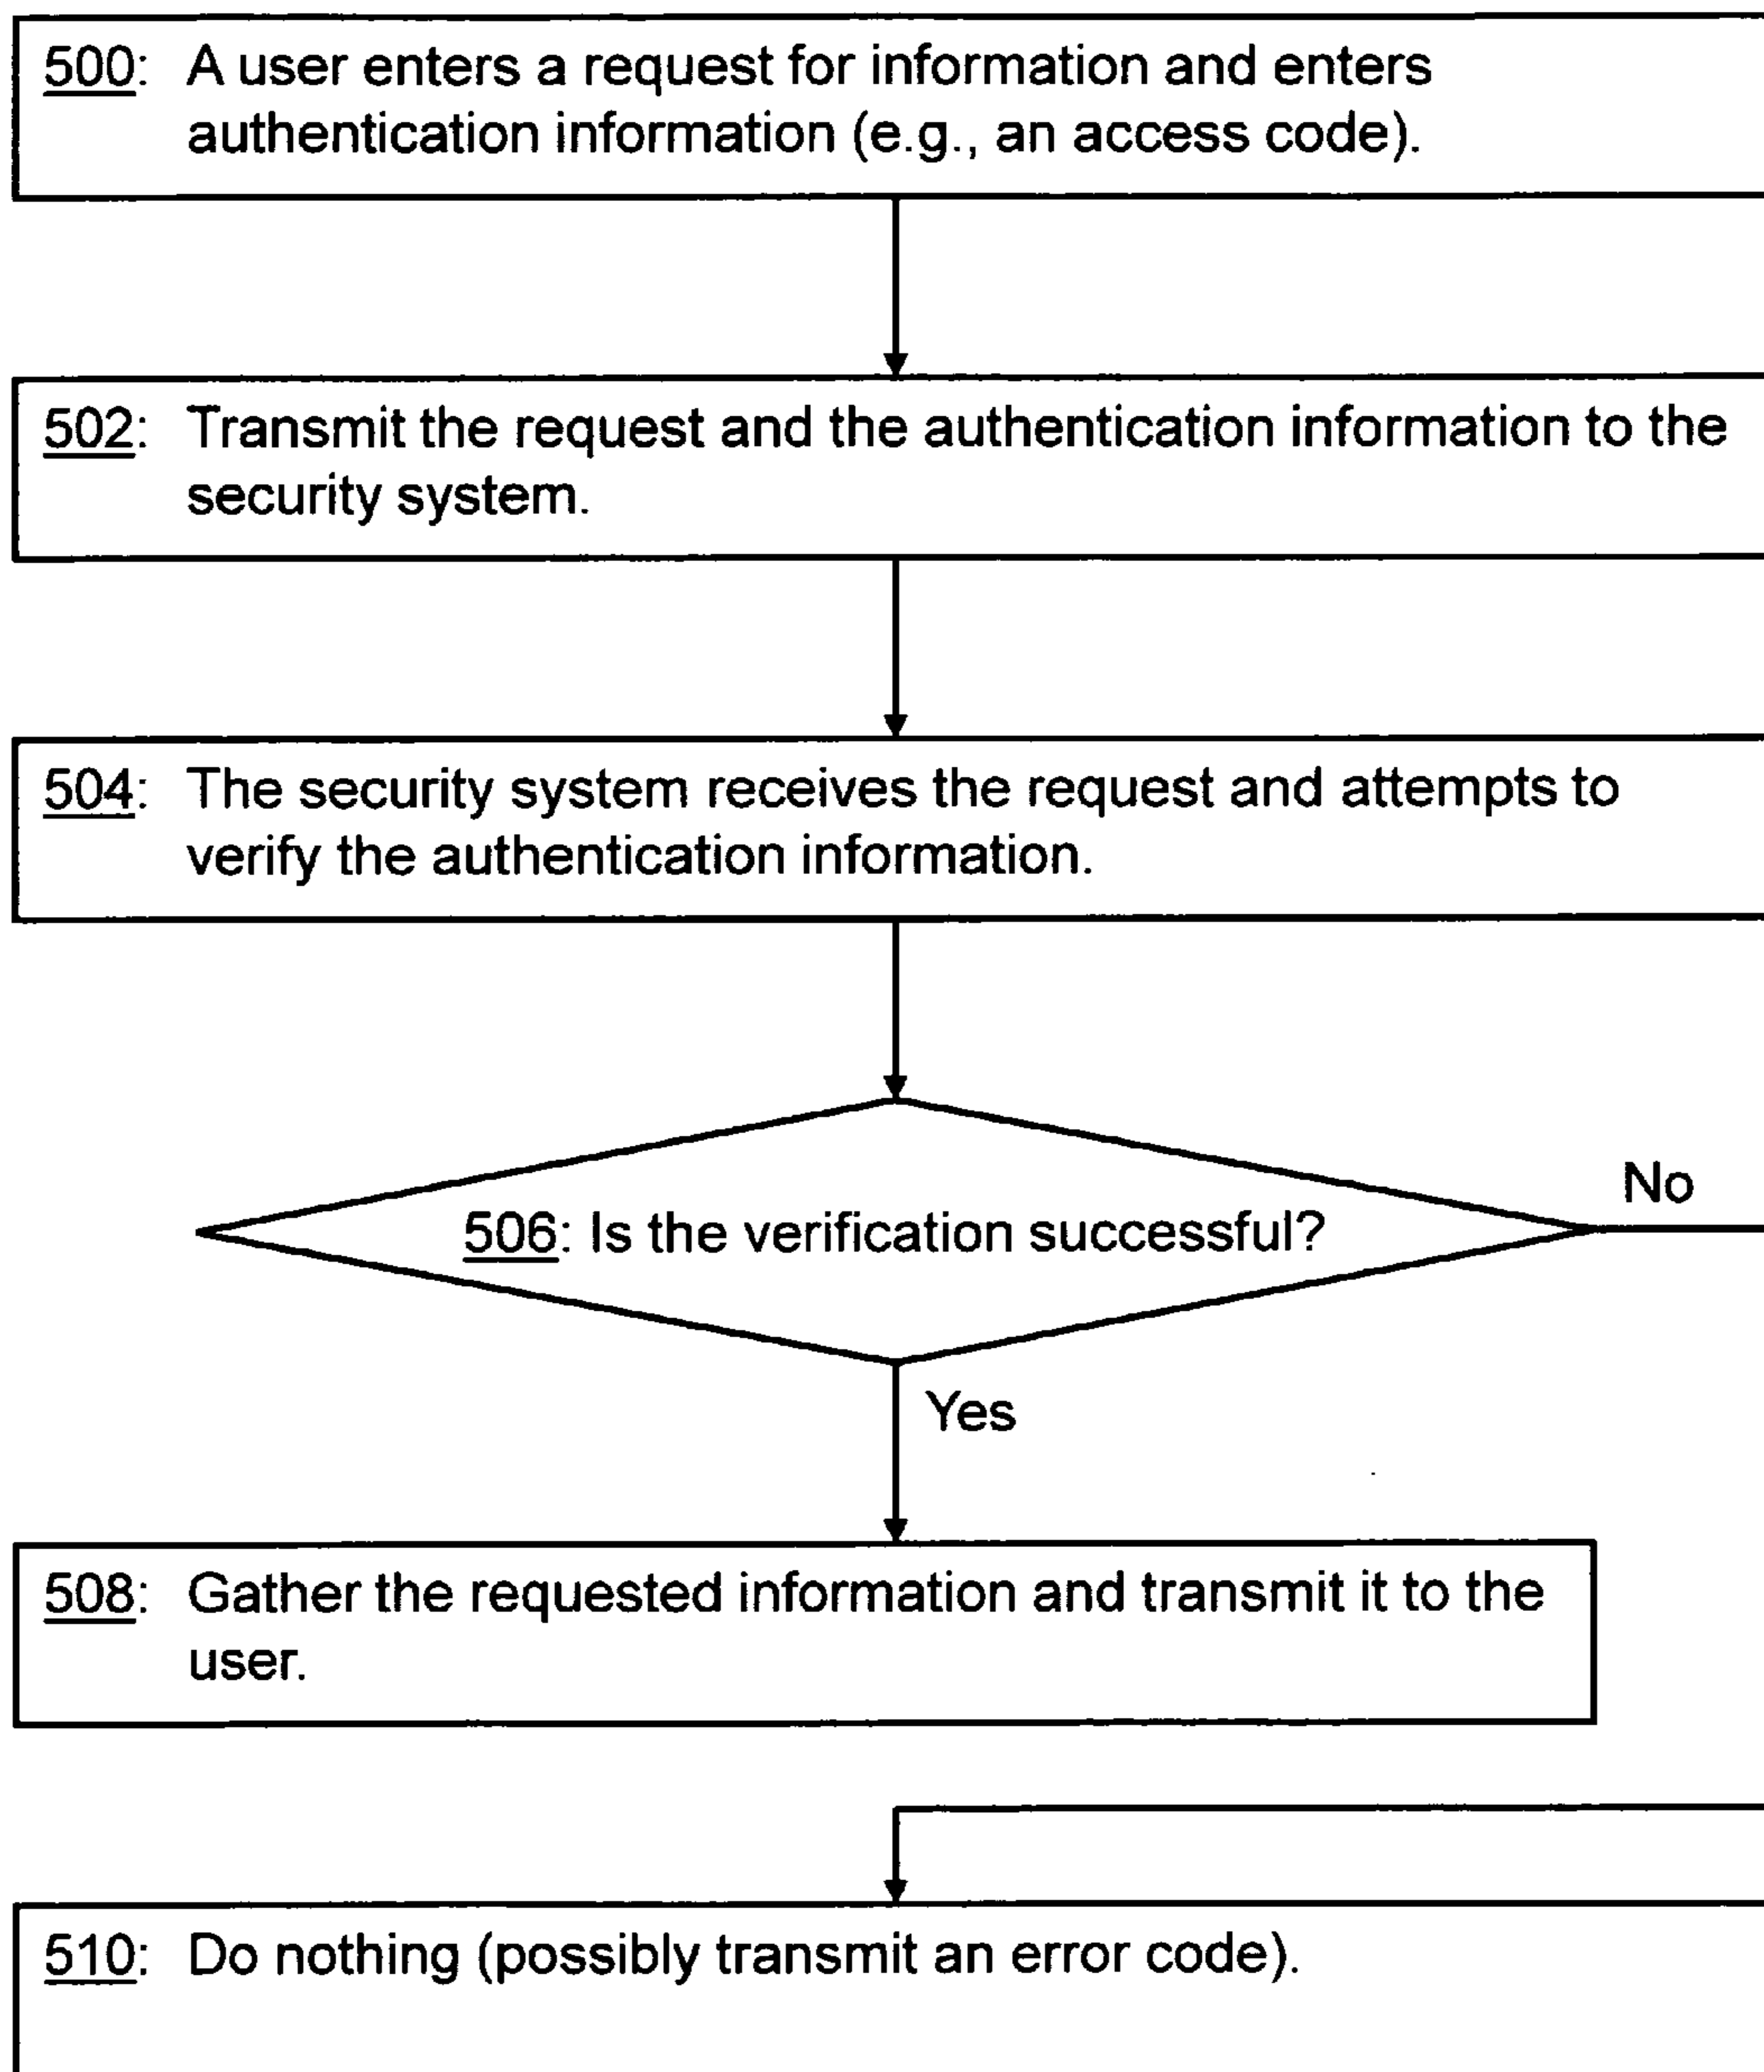 500: A user enters a request for information and enters
authentication information (e.g., an access code).
502: Transmit the request and the authentication information to the
security system.
504: The security system receives the request and attempts to
verify the authentication information.
No
506: Is the verification successful?
Yes
508: Gather the requested information and transmit it to the
user.
510: Do nothing (possibly transmit an error code).